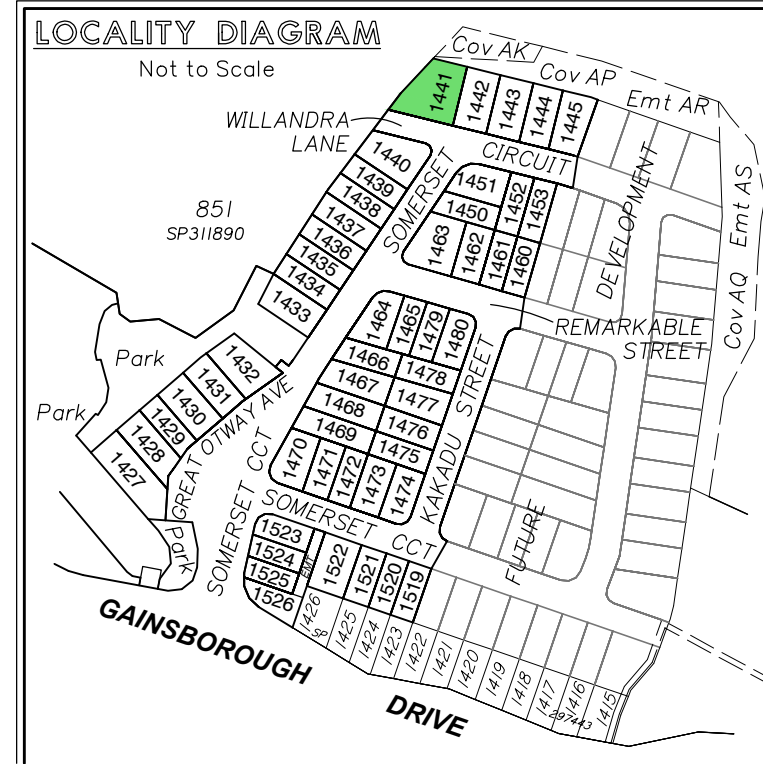 LOCALITY DIAGRAM
Not to Scale
Cov AK
Cov AP
Emt AR
WILLANDRA
LANE
1441
1442
1443
1444
1445
CIRCUIT
SOMERSET
1440
1439
1438
1437
1436
1435
1434
1433
851
SP311890
1451
1452
1453
1450
1463
1462
1461
1460
DEVELOPMENT
Cov AQ Emt AS
REMARKABLE
STREET
1464
1465
1479
1480
1466
1478
1467
1477
1468
1476
1469
1475
1470
1471
1472
1473
1474
KAKADU STREET
Park
Park
1432
1431
1430
1429
1428
1427
GREAT OTWAY AVE
SOMERSET CCT
SOMERSET CCT
Park
FUTURE
1523
1524
1525
1526
EMT
1522
1521
1520
1519
1426
SP
1425
1424
1423
1422
1421
1420
1419
1418
1417
1416
1415
297443
GAINSBOROUGH
DRIVE